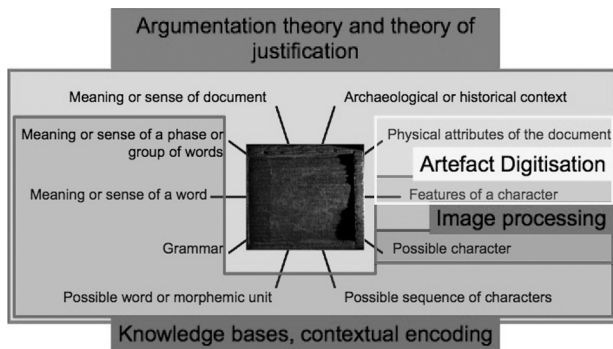 Argumentation theory and theory of
justification
Meaning or sense of document
Archaeological or historical context
Meaning or sense of a phase or
group of words
Physical attributes of the document
Artefact Digitisation
Meaning or sense of a word
Features of a character
Image processing
Grammar
Possible character
Possible word or morphemic unit
Possible sequence of characters
Knowledge bases, contextual encoding